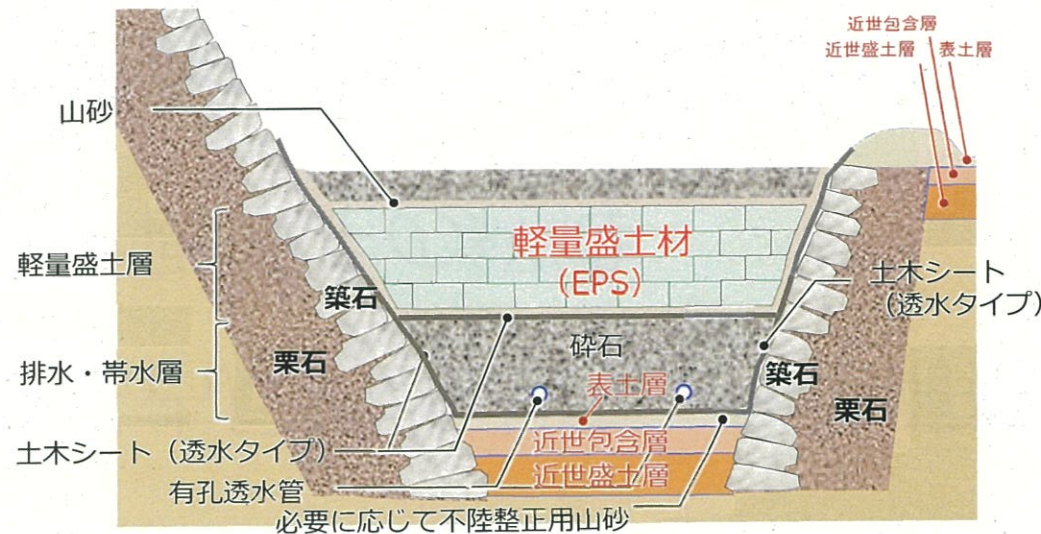 近世包含層
近世盛土層 表土層
山砂
軽量盛土材
(EPS)
軽量盛土層
土木シート
(透水タイプ)
築石
砕石
排水・帯水層
栗石
築石
表土層
栗石
土木シート(透水タイプ)
近世包含層
近世盛土層
有孔透水管
必要に応じて不陸整正用山砂